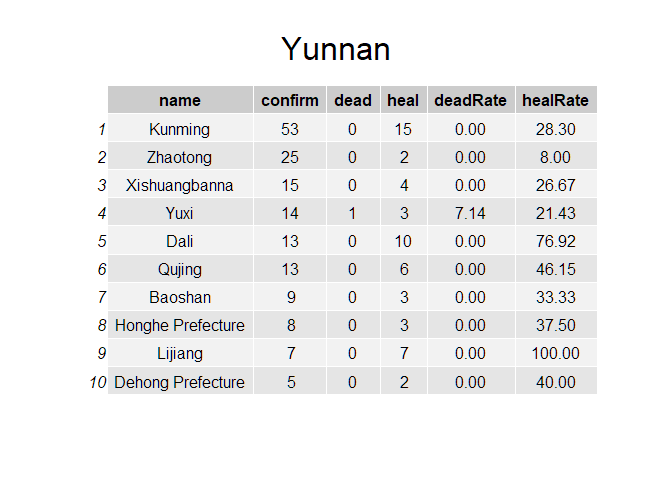 Yunnan
name confirm dead heal deadRate healRate
1 Kunming 53 0 15 0.00 28.30
2 Zhaotong 25 0 2 0.00 8.00
3 Xishuangbanna 15 0 4 0.00 26.67
4 Yuxi 14 1 3 7.14 21.43
5 Dali 13 0 10 0.00 76.92
6 Qujing 13 0 6 0.00 46.15
7 Baoshan 9 0 3 0.00 33.33
8 Honghe Prefecture 8 0 3 0.00 37.50
9 Lijiang 7 0 7 0.00 100.00
10 Dehong Prefecture 5 0 2 0.00 40.00